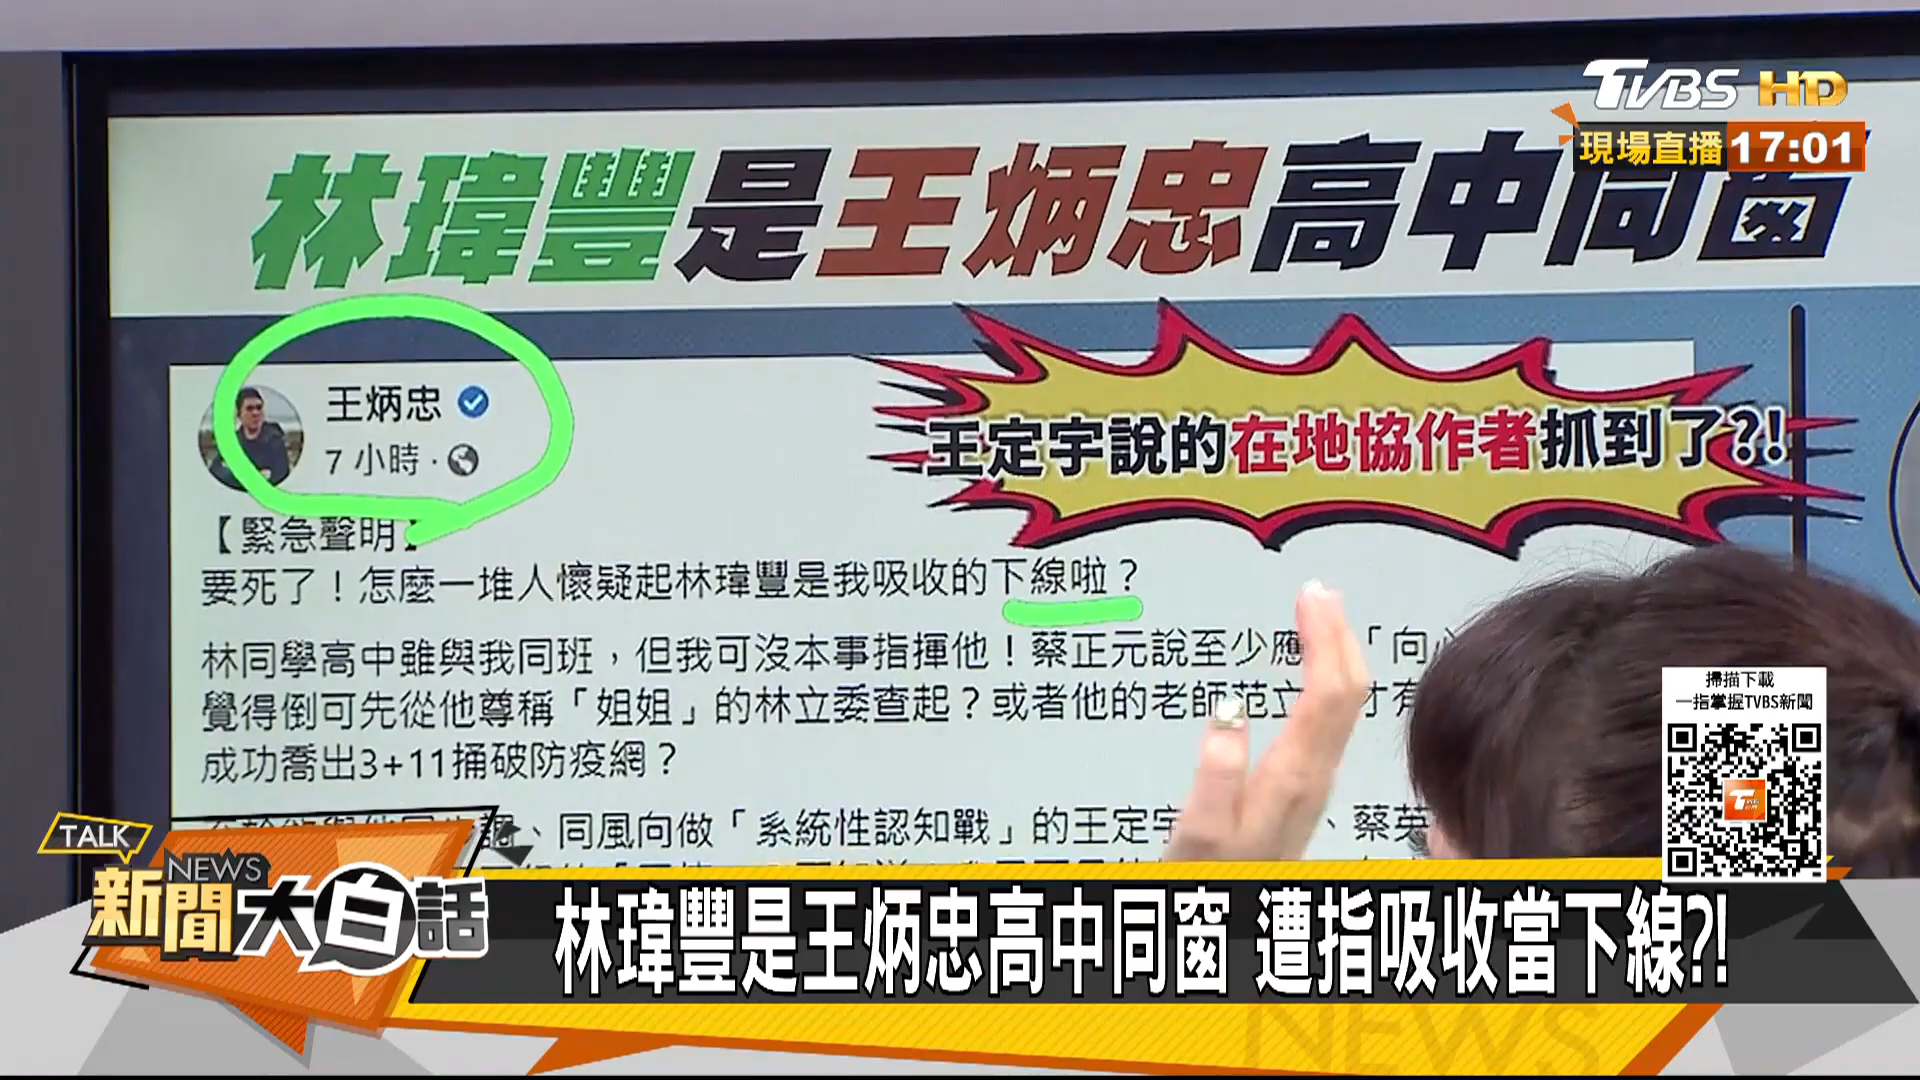 TVBS HD
現場直播 17:01
林瑋豐是王炳忠高中同窗
王炳忠
7 小時 ·
王定宇說的在地協作者抓到了?!
【緊急聲明】
要死了！怎麼一堆人懷疑起林瑋豐是我吸收的下線啦？
林同學高中雖與我同班，但我可沒本事指揮他！蔡正元說至少應 「向心
覺得倒可先從他尊稱「姐姐」的林立委查起？或者他的老師范立 才有
成功喬出3+11捅破防疫網？
、同風向做「系統性認知戰」的王定宇 、蔡英
掃描下載
一指掌握TVBS新聞
TALK
NEWS
新聞大白話
林瑋豐是王炳忠高中同窗 遭指吸收當下線?!
NEWS